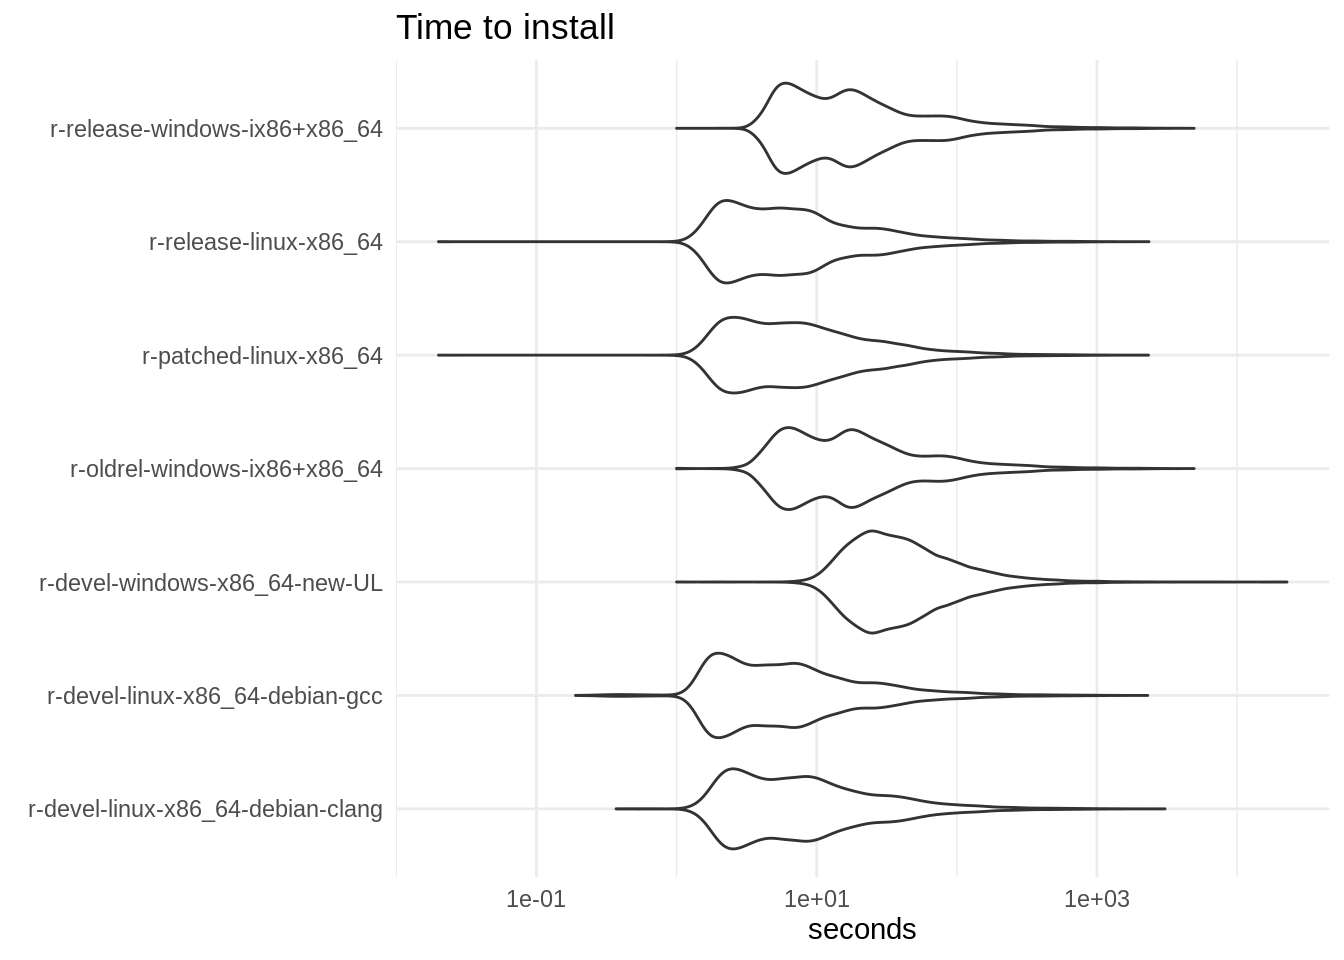 Time to install
r-release-windows-ix86+x86_64
r-release-linux-x86_64
r-patched-linux-x86_64
r-oldrel-windows-ix86+x86_64
r-devel-windows-x86_64-new-UL
r-devel-linux-x86_64-debian-gcc
r-devel-linux-x86_64-debian-clang
1e-01 1e+01 1e+03
seconds